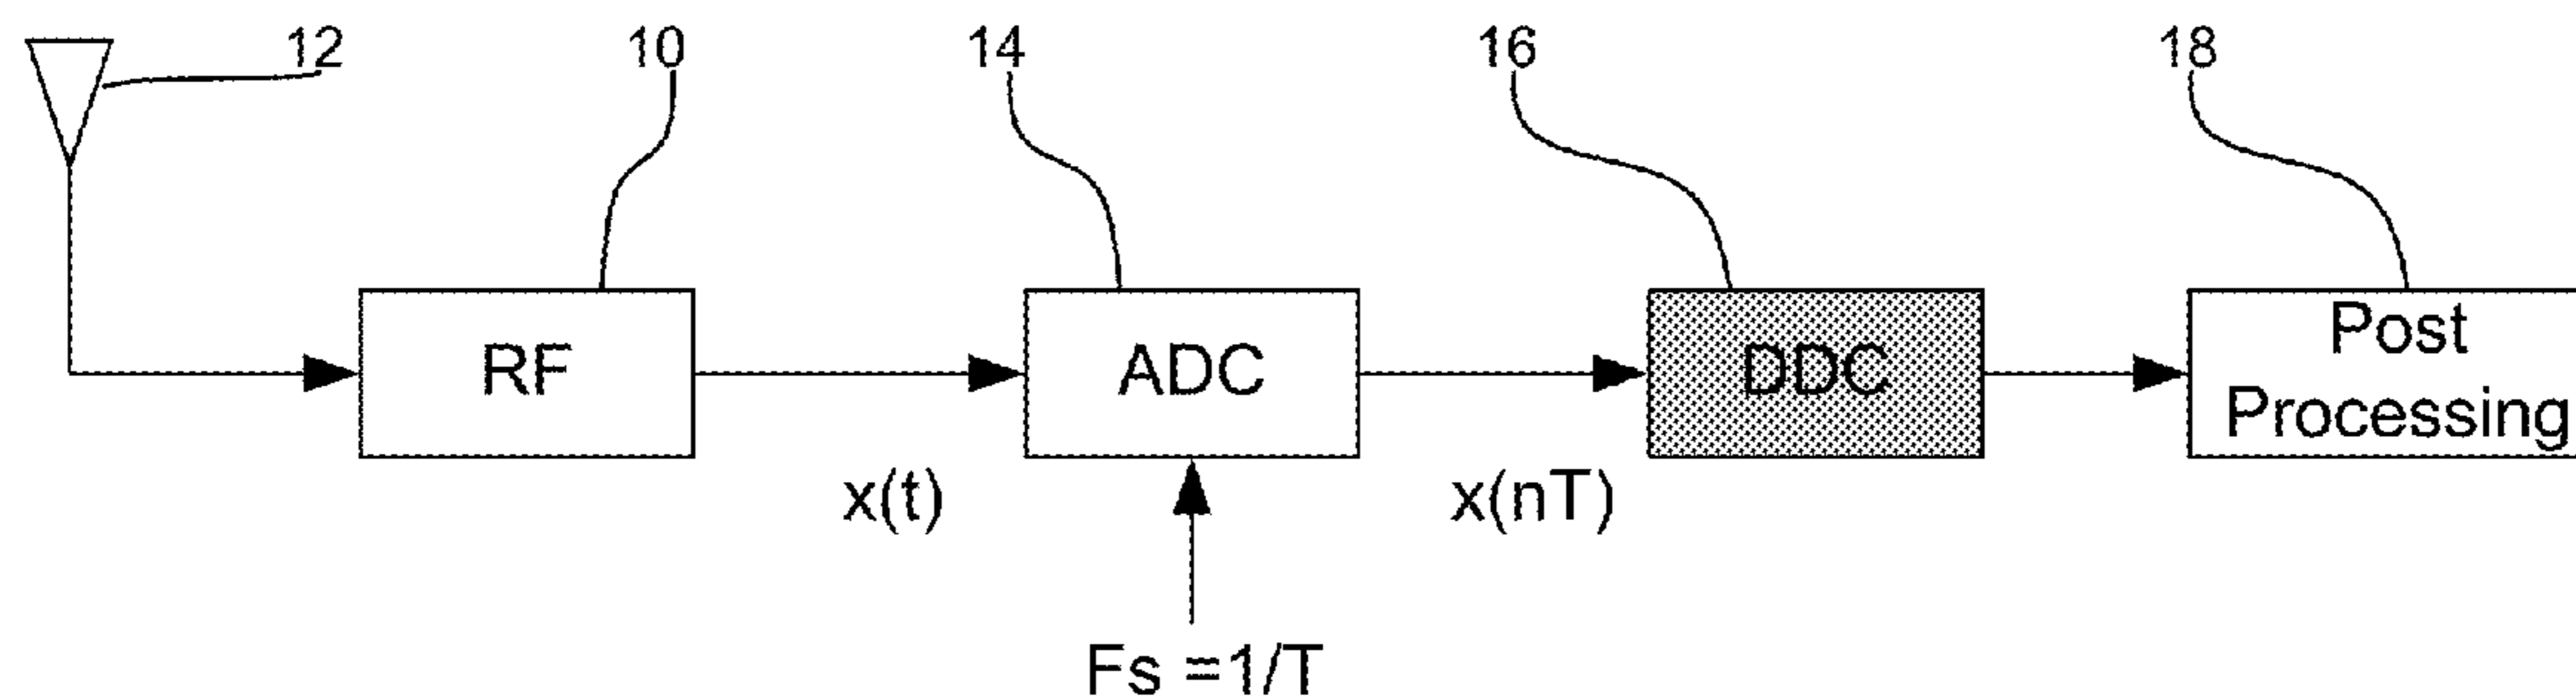 12
10
14
16
18
RF
ADC
DDC
Post
Processing
x(t)
x(nT)
Fs =1/T